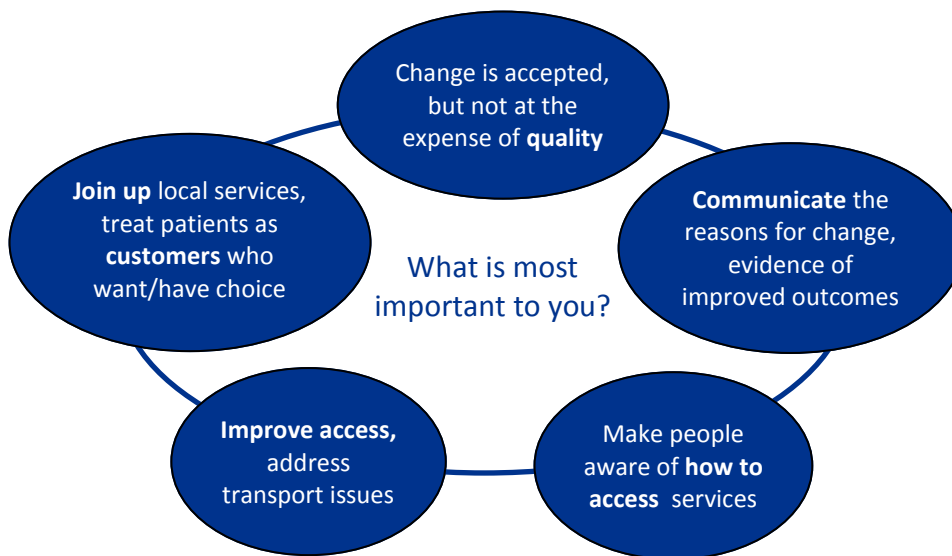 Change is accepted,
but not at the
expense of quality
Join up local services,
treat patients as
customers who
want/have choice
Communicate the
reasons for change,
evidence of
improved outcomes
What is most
important to you?
Improve access,
address
transport issues
Make people
aware of how to
access services